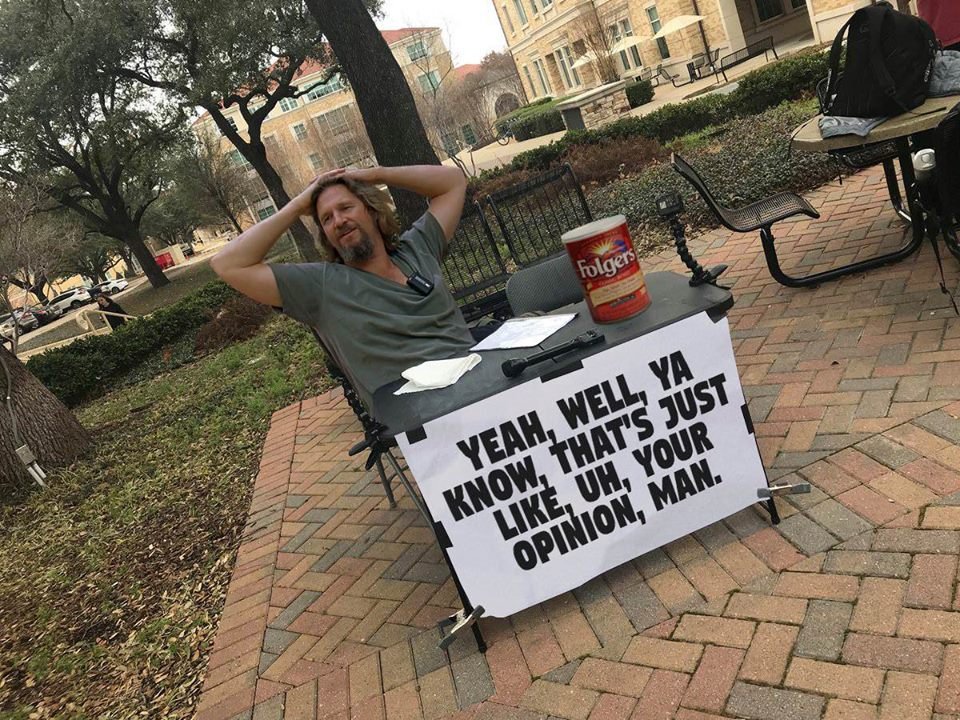 Folgers
YEAH, WELL, YA
KNOW, THAT'S JUST
LIKE, UH, YOUR
OPINION, MAN.